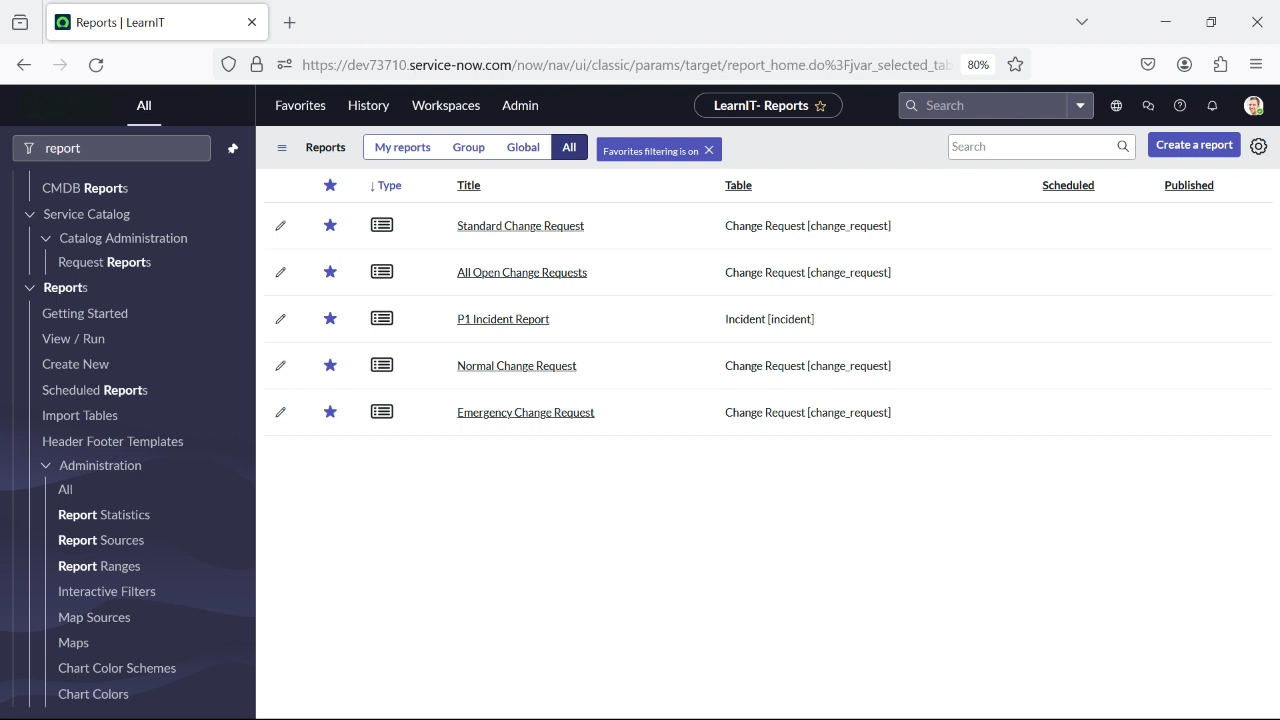 Reports | LearnIT
https://dev73710.service-now.com/now/nav/ui/classic/params/target/report_home.do%3Fjvar_selected_tab
80%
All
Favorites
History
Workspaces
Admin
LearnIT- Reports
Search
report
Reports
My reports
Group
Global
All
Favorites filtering is on
Search
Create a report
CMDB Reports
Service Catalog
Catalog Administration
Request Reports
Reports
Getting Started
View / Run
Create New
Scheduled Reports
Import Tables
Header Footer Templates
Administration
All
Report Statistics
Report Sources
Report Ranges
Interactive Filters
Map Sources
Maps
Chart Color Schemes
Chart Colors
↓ Type Title Table Scheduled Published
Standard Change Request Change Request [change_request]
All Open Change Requests Change Request [change_request]
P1 Incident Report Incident [incident]
Normal Change Request Change Request [change_request]
Emergency Change Request Change Request [change_request]